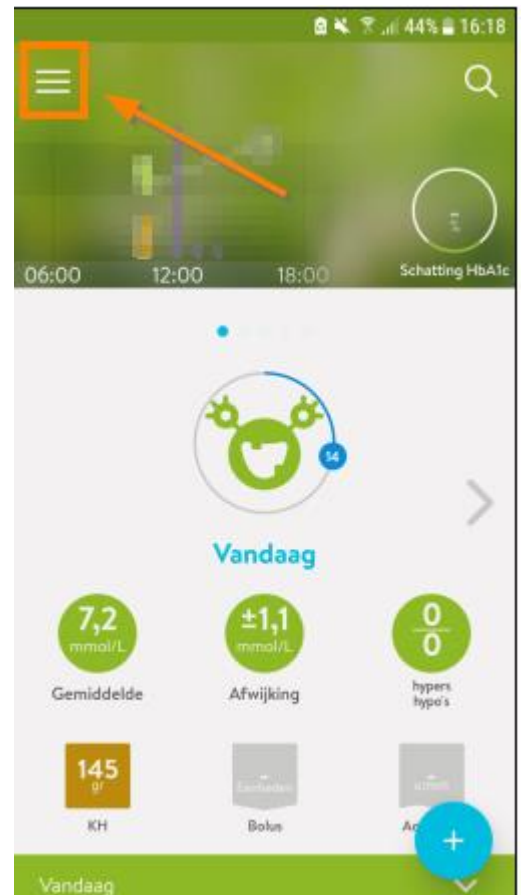 44% 16:18
06:00 12:00 18:00
Schatting HbA1c
14
Vandaag
7,2
mmol/L
±1,1
mmol/L
0
0
Gemiddelde
Afwijking
hypers
hypo's
145
gr
KH
Bolus
+
Vandaag